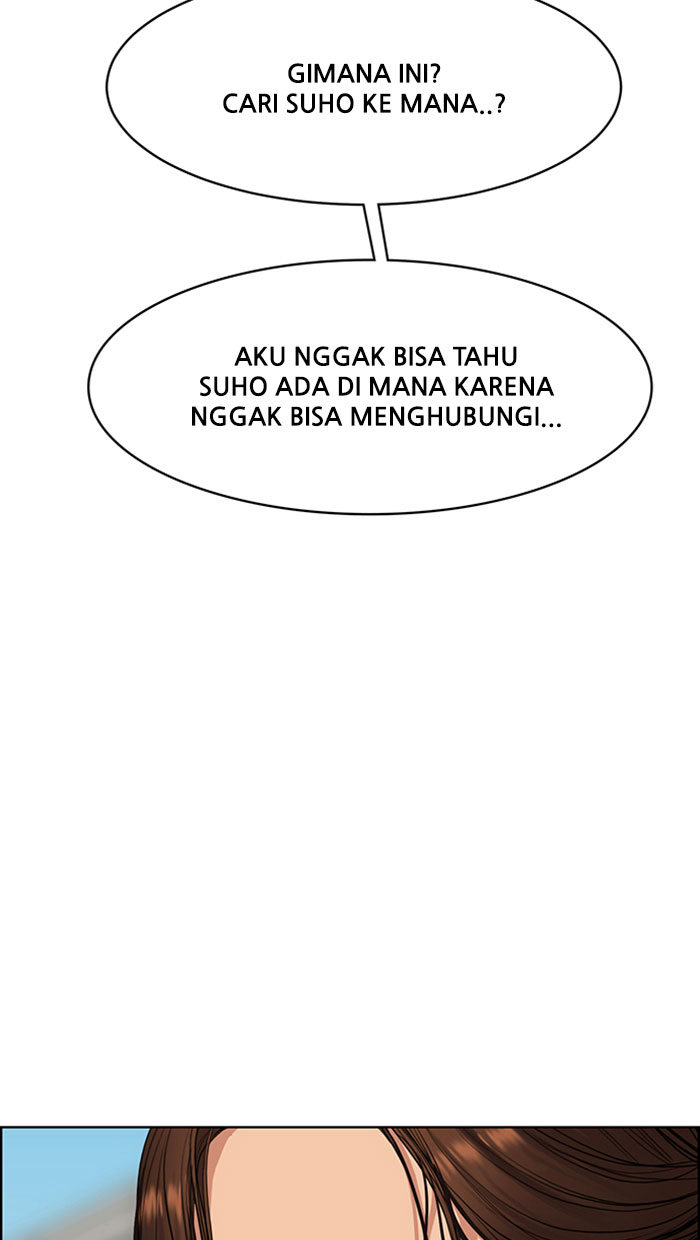 GIMANA INI?
CARI SUHO KE MANA..?
AKU NGGAK BISA TAHU
SUHO ADA DI MANA KARENA
NGGAK BISA MENGHUBUNGI...